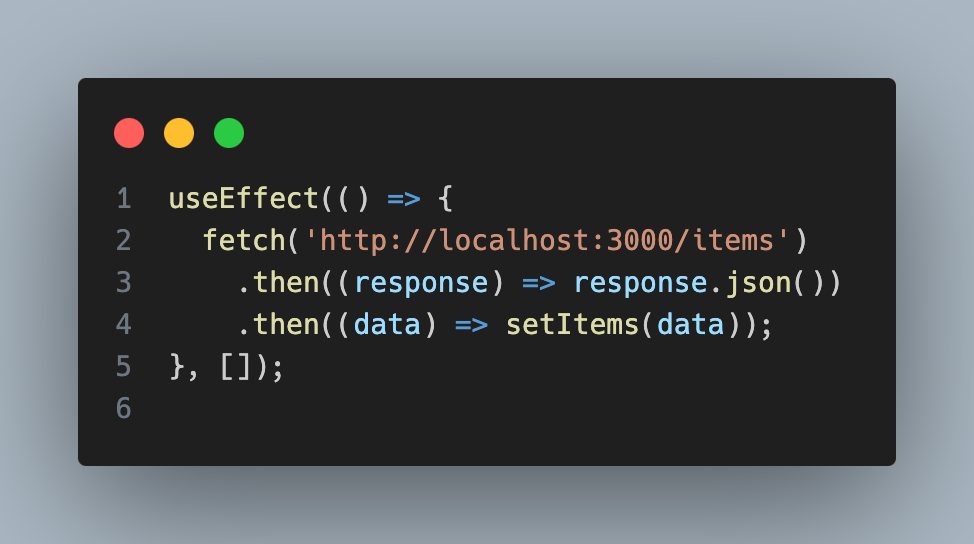 1 useEffect(() => {
2   fetch('http://localhost:3000/items')
3     .then((response) => response.json())
4     .then((data) => setItems(data));
5 }, []);
6